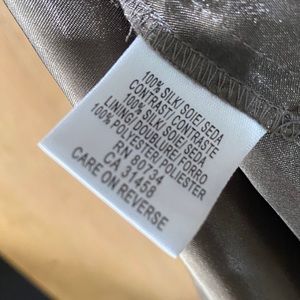 100% SILK/ SOIE/ SEDA
CONTRAST/ CONTRASTE
100% SILK/ SOIE/ SEDA
LINING/ DOUBLURE/ FORRO
100% POLYESTER/ POLIESTER
RN 80734
CA 31458
CARE ON REVERSE